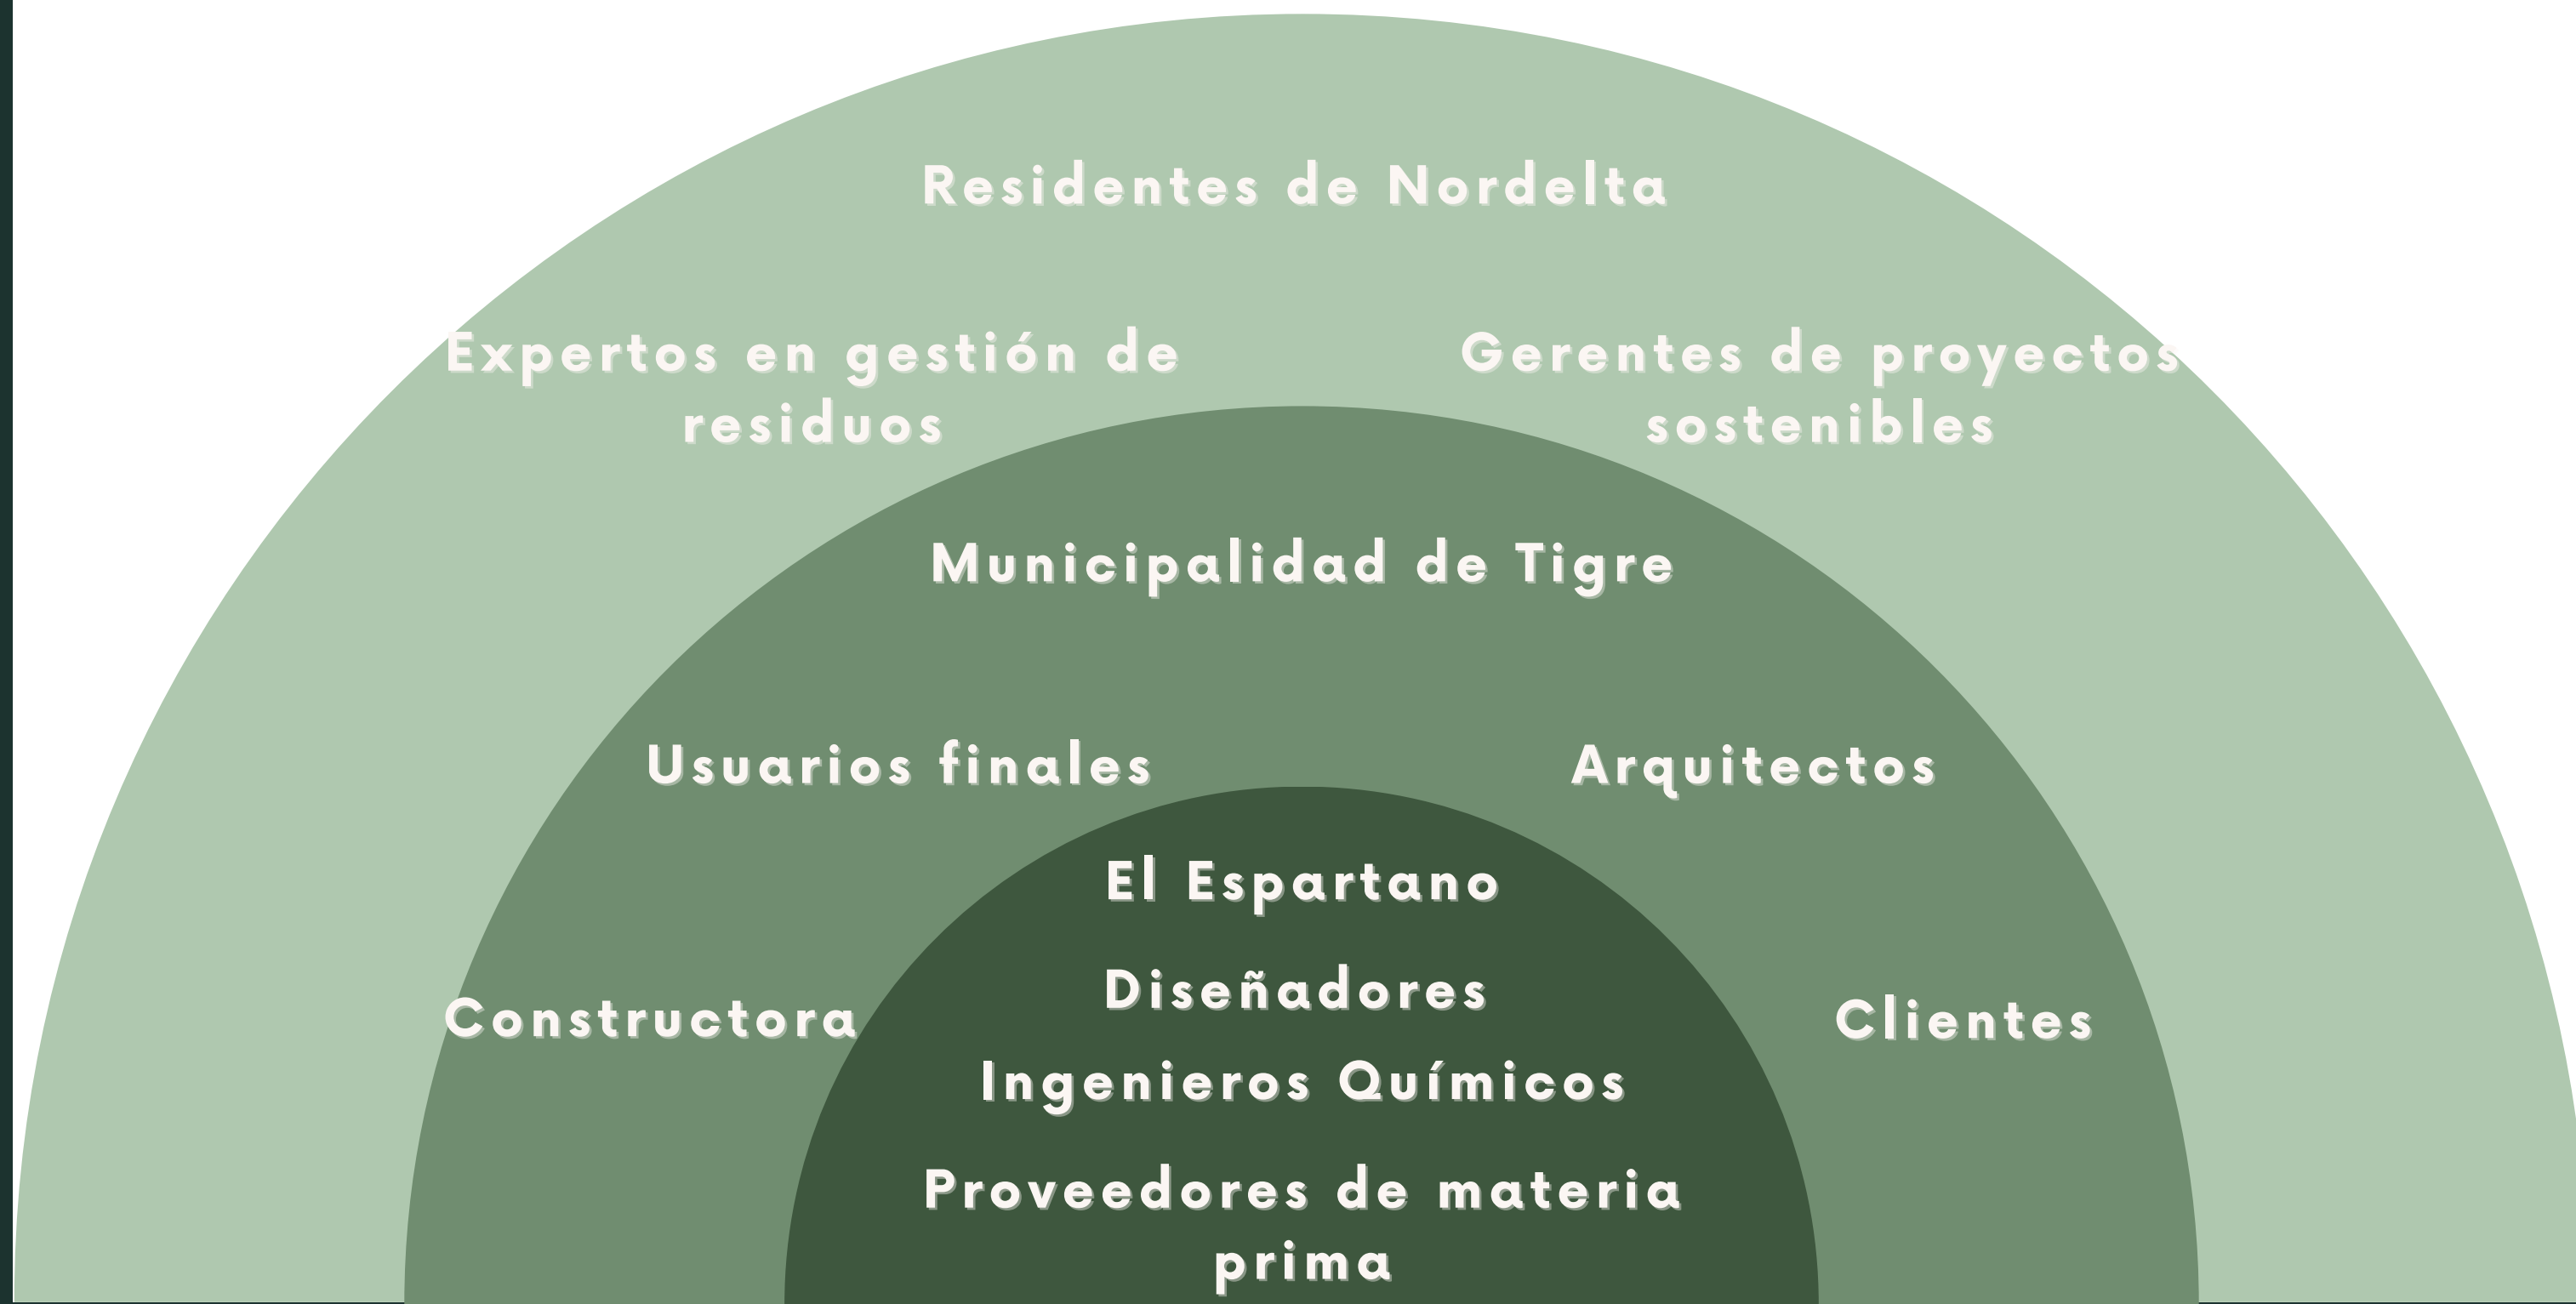 Residentes de Nordelta
Expertos en gestión de
residuos
Gerentes de proyectos
sostenibles
Municipalidad de Tigre
Usuarios finales
Arquitectos
El Espartano
Diseñadores
Constructora
Clientes
Ingenieros Químicos
Proveedores de materia
prima